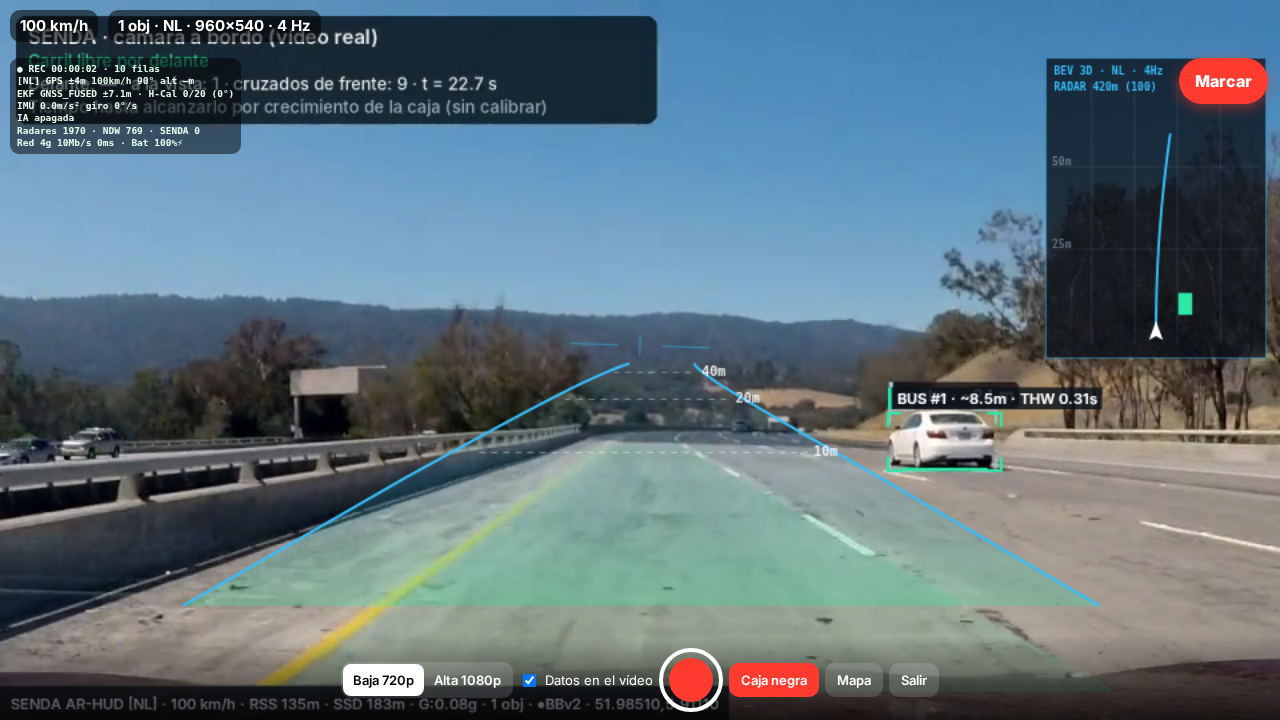 100 km/h
1 obj · NL · 960×540 · 4 Hz
SENDA · cámara a bordo (vídeo real)
Carril libre por delante
● REC 00:00:02 · 10 filas
[NL] GPS ±4m 100km/h 90° alt —m
EKF GNSS_FUSED ±7.1m · H-Cal 0/20 (0°)
IMU 0.0m/s² giro 0°/s
IA apagada
Radares 1970 · NDW 769 · SENDA 0
Red 4g 10Mb/s 0ms · Bat 100%⚡
vista: 1 · cruzados de frente: 9 · t = 22.7 s
hasta alcanzarlo por crecimiento de la caja (sin calibrar)
BEV 3D · NL · 4Hz
RADAR 420m (100)
Marcar
50m
25m
40m
20m
10m
BUS #1 · ~8.5m · THW 0.31s
Baja 720p
Alta 1080p
Datos en el vídeo
Caja negra
Mapa
Salir
SENDA AR-HUD [NL] · 100 km/h · RSS 135m · SSD 183m · G:0.08g · 1 obj · ●BBv2 · 51.98510,5